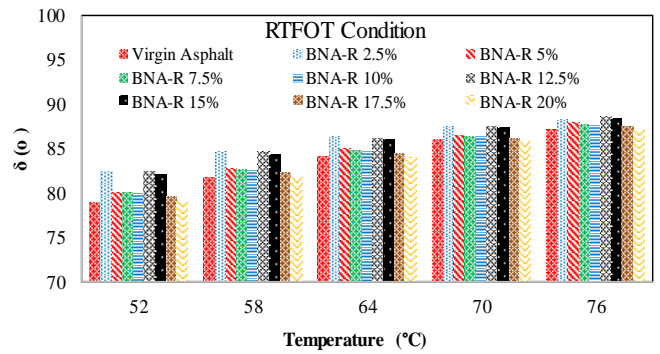 RTFOT Condition
Virgin Asphalt BNA-R 2.5% BNA-R 5%
BNA-R 7.5% BNA-R 10% BNA-R 12.5%
BNA-R 15% BNA-R 17.5% BNA-R 20%
100
95
90
85
80
75
70
δ (o )
52 58 64 70 76
Temperature (°C)